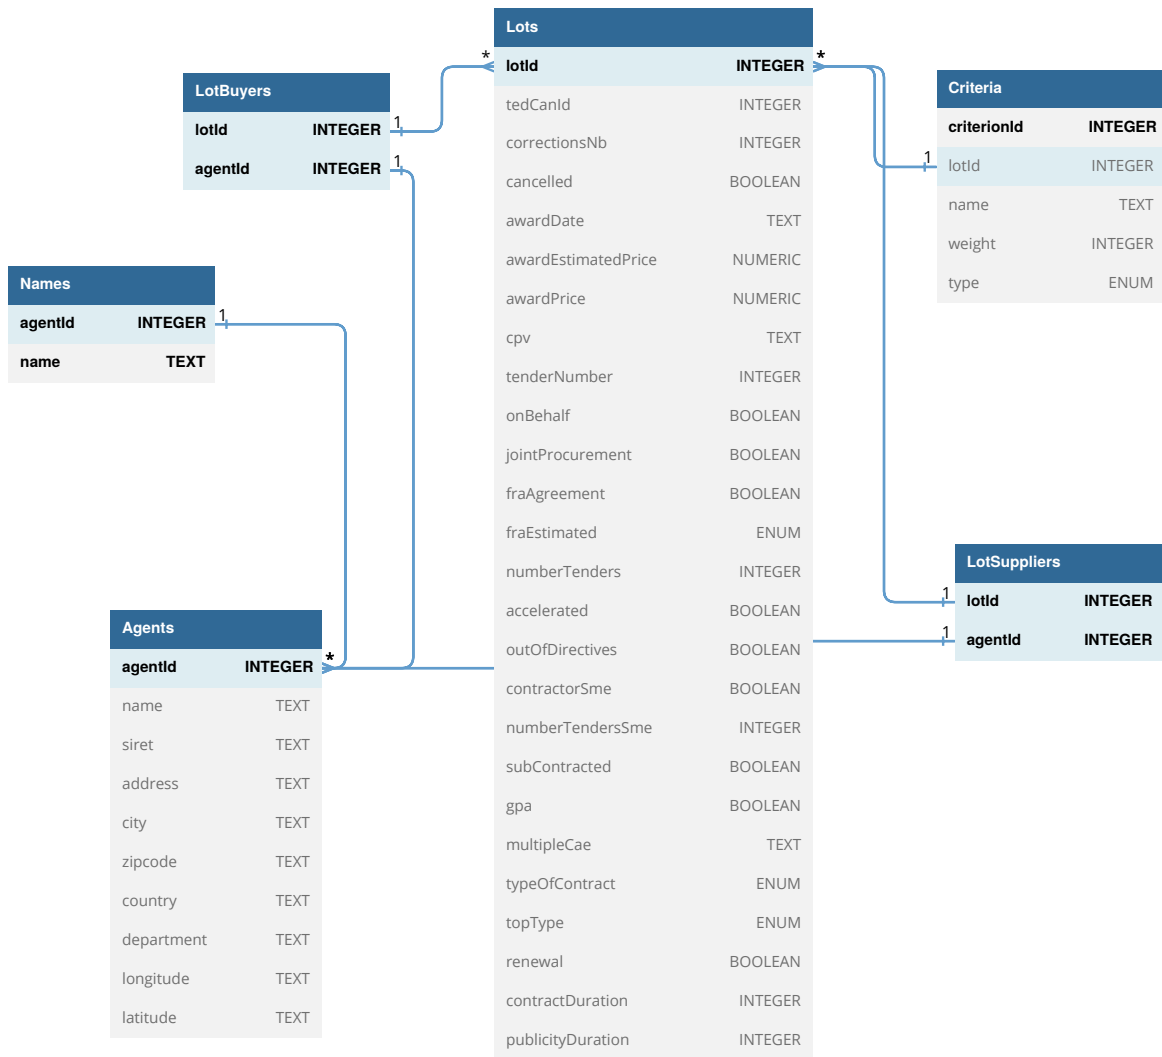 Lots
* lotId INTEGER *
tedCanId INTEGER
correctionsNb INTEGER
cancelled BOOLEAN
awardDate TEXT
awardEstimatedPrice NUMERIC
awardPrice NUMERIC
cpv TEXT
tenderNumber INTEGER
onBehalf BOOLEAN
jointProcurement BOOLEAN
fraAgreement BOOLEAN
fraEstimated ENUM
numberTenders INTEGER
accelerated BOOLEAN
outOfDirectives BOOLEAN
contractorSme BOOLEAN
numberTendersSme INTEGER
subContracted BOOLEAN
gpa BOOLEAN
multipleCae TEXT
typeOfContract ENUM
topType ENUM
renewal BOOLEAN
contractDuration INTEGER
publicityDuration INTEGER
LotBuyers
lotId INTEGER 1
agentId INTEGER 1
Names
agentId INTEGER 1
name TEXT
Agents
agentId INTEGER *
name TEXT
siret TEXT
address TEXT
city TEXT
zipcode TEXT
country TEXT
department TEXT
longitude TEXT
latitude TEXT
Criteria
criterionId INTEGER
1 lotId INTEGER
name TEXT
weight INTEGER
type ENUM
LotSuppliers
1 lotId INTEGER
1 agentId INTEGER